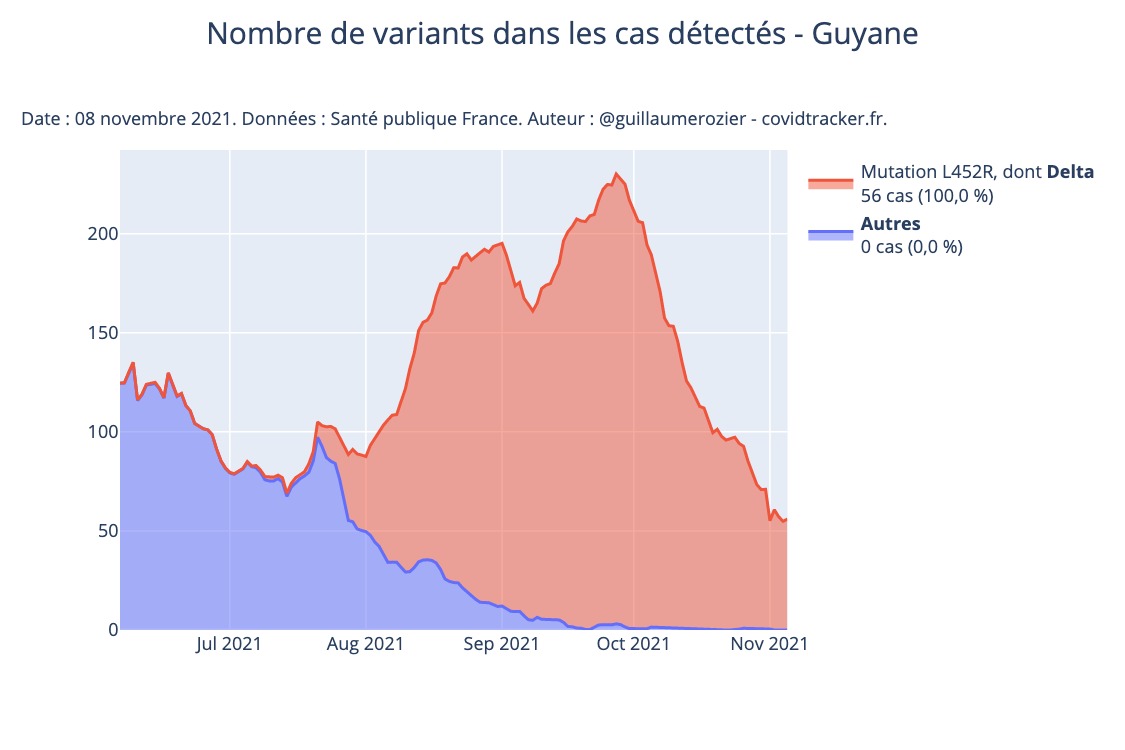 Nombre de variants dans les cas détectés - Guyane
Date : 08 novembre 2021. Données : Santé publique France. Auteur : @guillaumerozier - covidtracker.fr.
Mutation L452R, dont Delta
56 cas (100,0 %)
Autres
0 cas (0,0 %)
200
150
100
50
0
Jul 2021
Aug 2021
Sep 2021
Oct 2021
Nov 2021